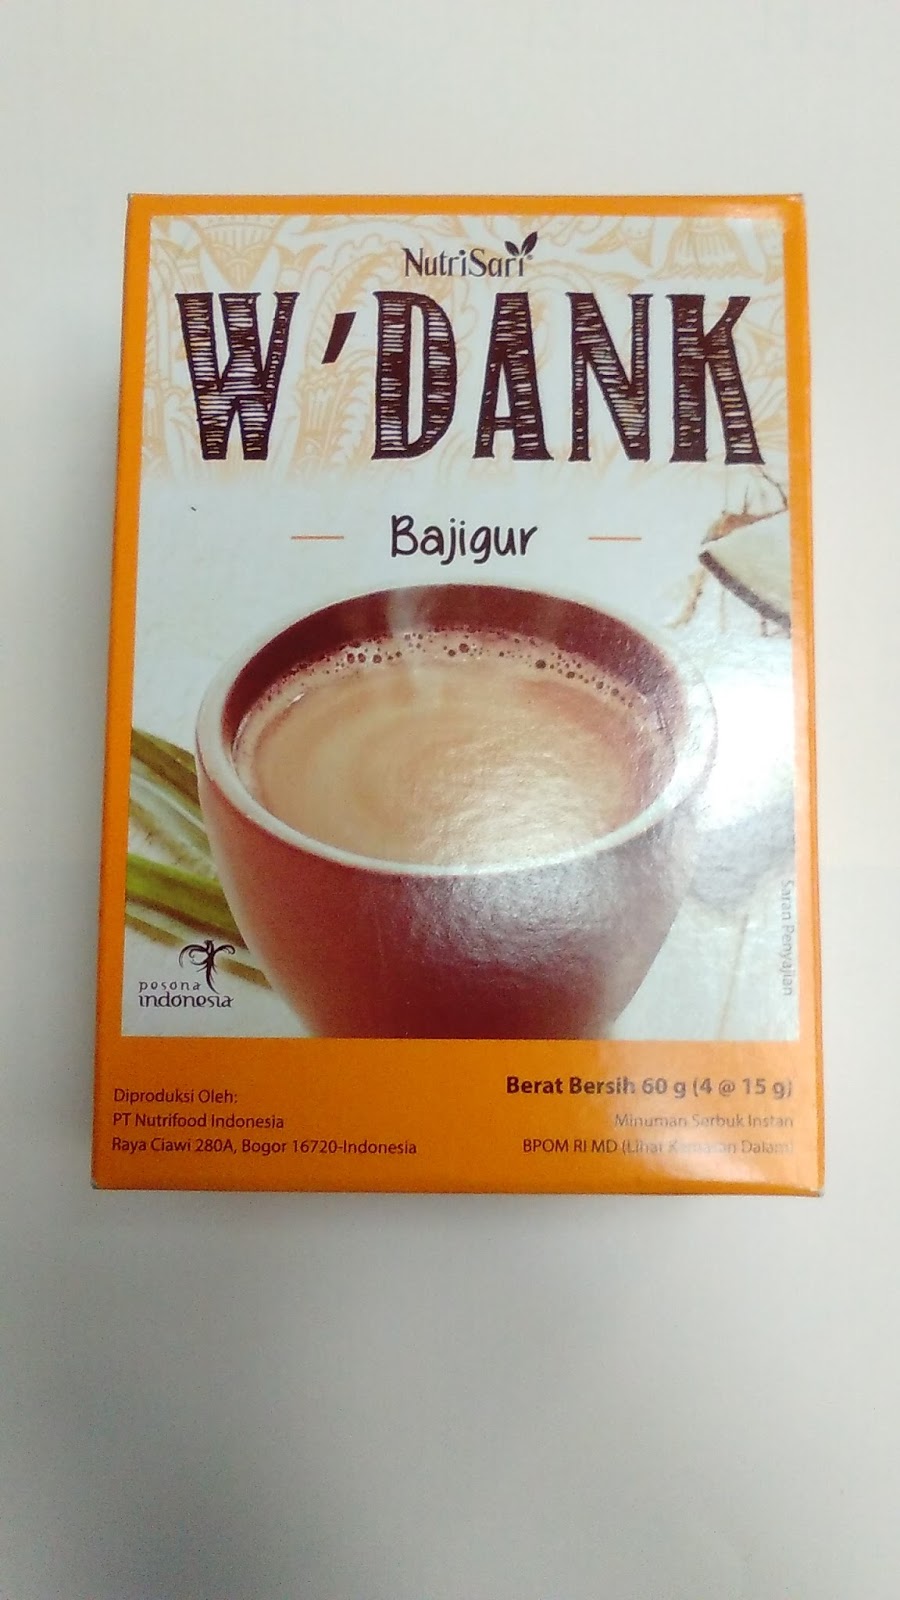 NutriSari
W'DANK
Bajigur
Saran Penyajian
pesona
indonesia
Diproduksi Oleh:
PT Nutrifood Indonesia
Raya Ciawi 280A, Bogor 16720-Indonesia
Berat Bersih 60 g (4 @ 15 g)
Minuman Serbuk Instan
BPOM RI MD (Lihat Kemasan Dalam)